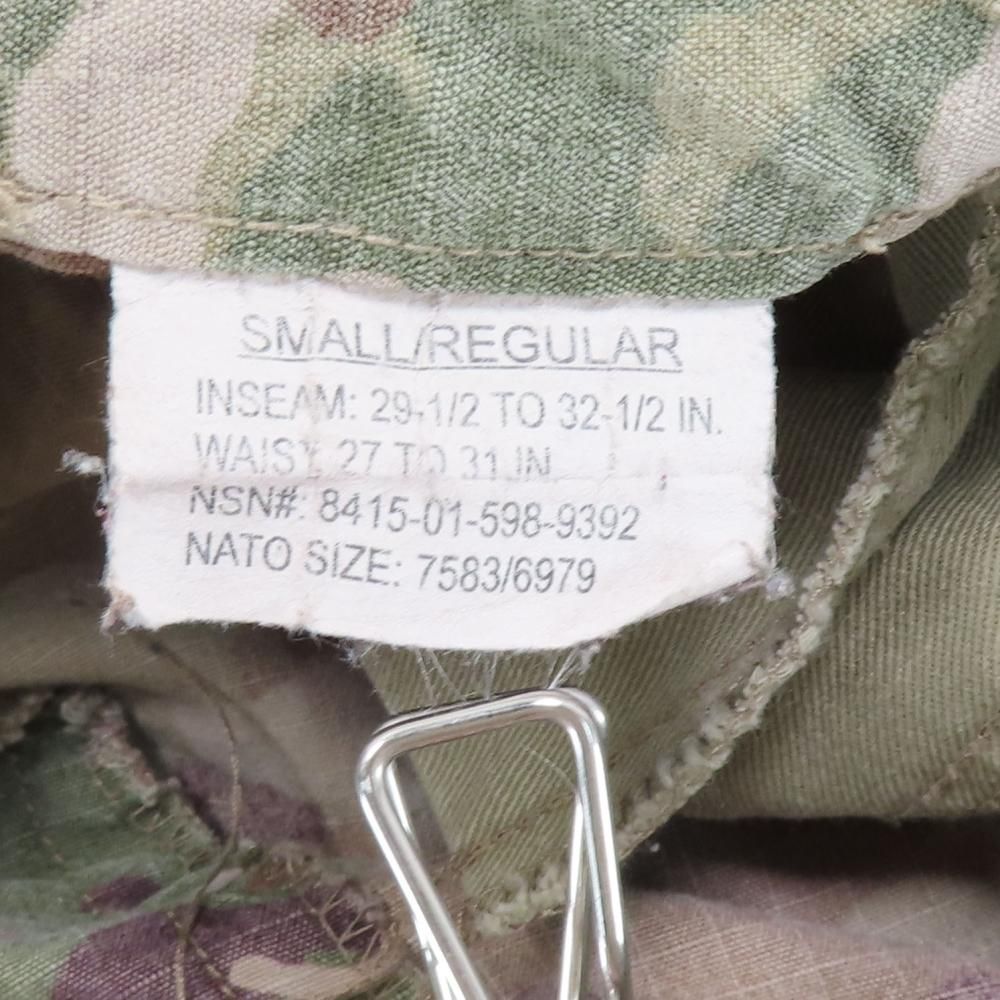 SMALL/REGULAR
INSEAM: 29-1/2 TO 32-1/2 IN.
WAIST: 27 TO 31 IN.
NSN#: 8415-01-598-9392
NATO SIZE: 7583/6979